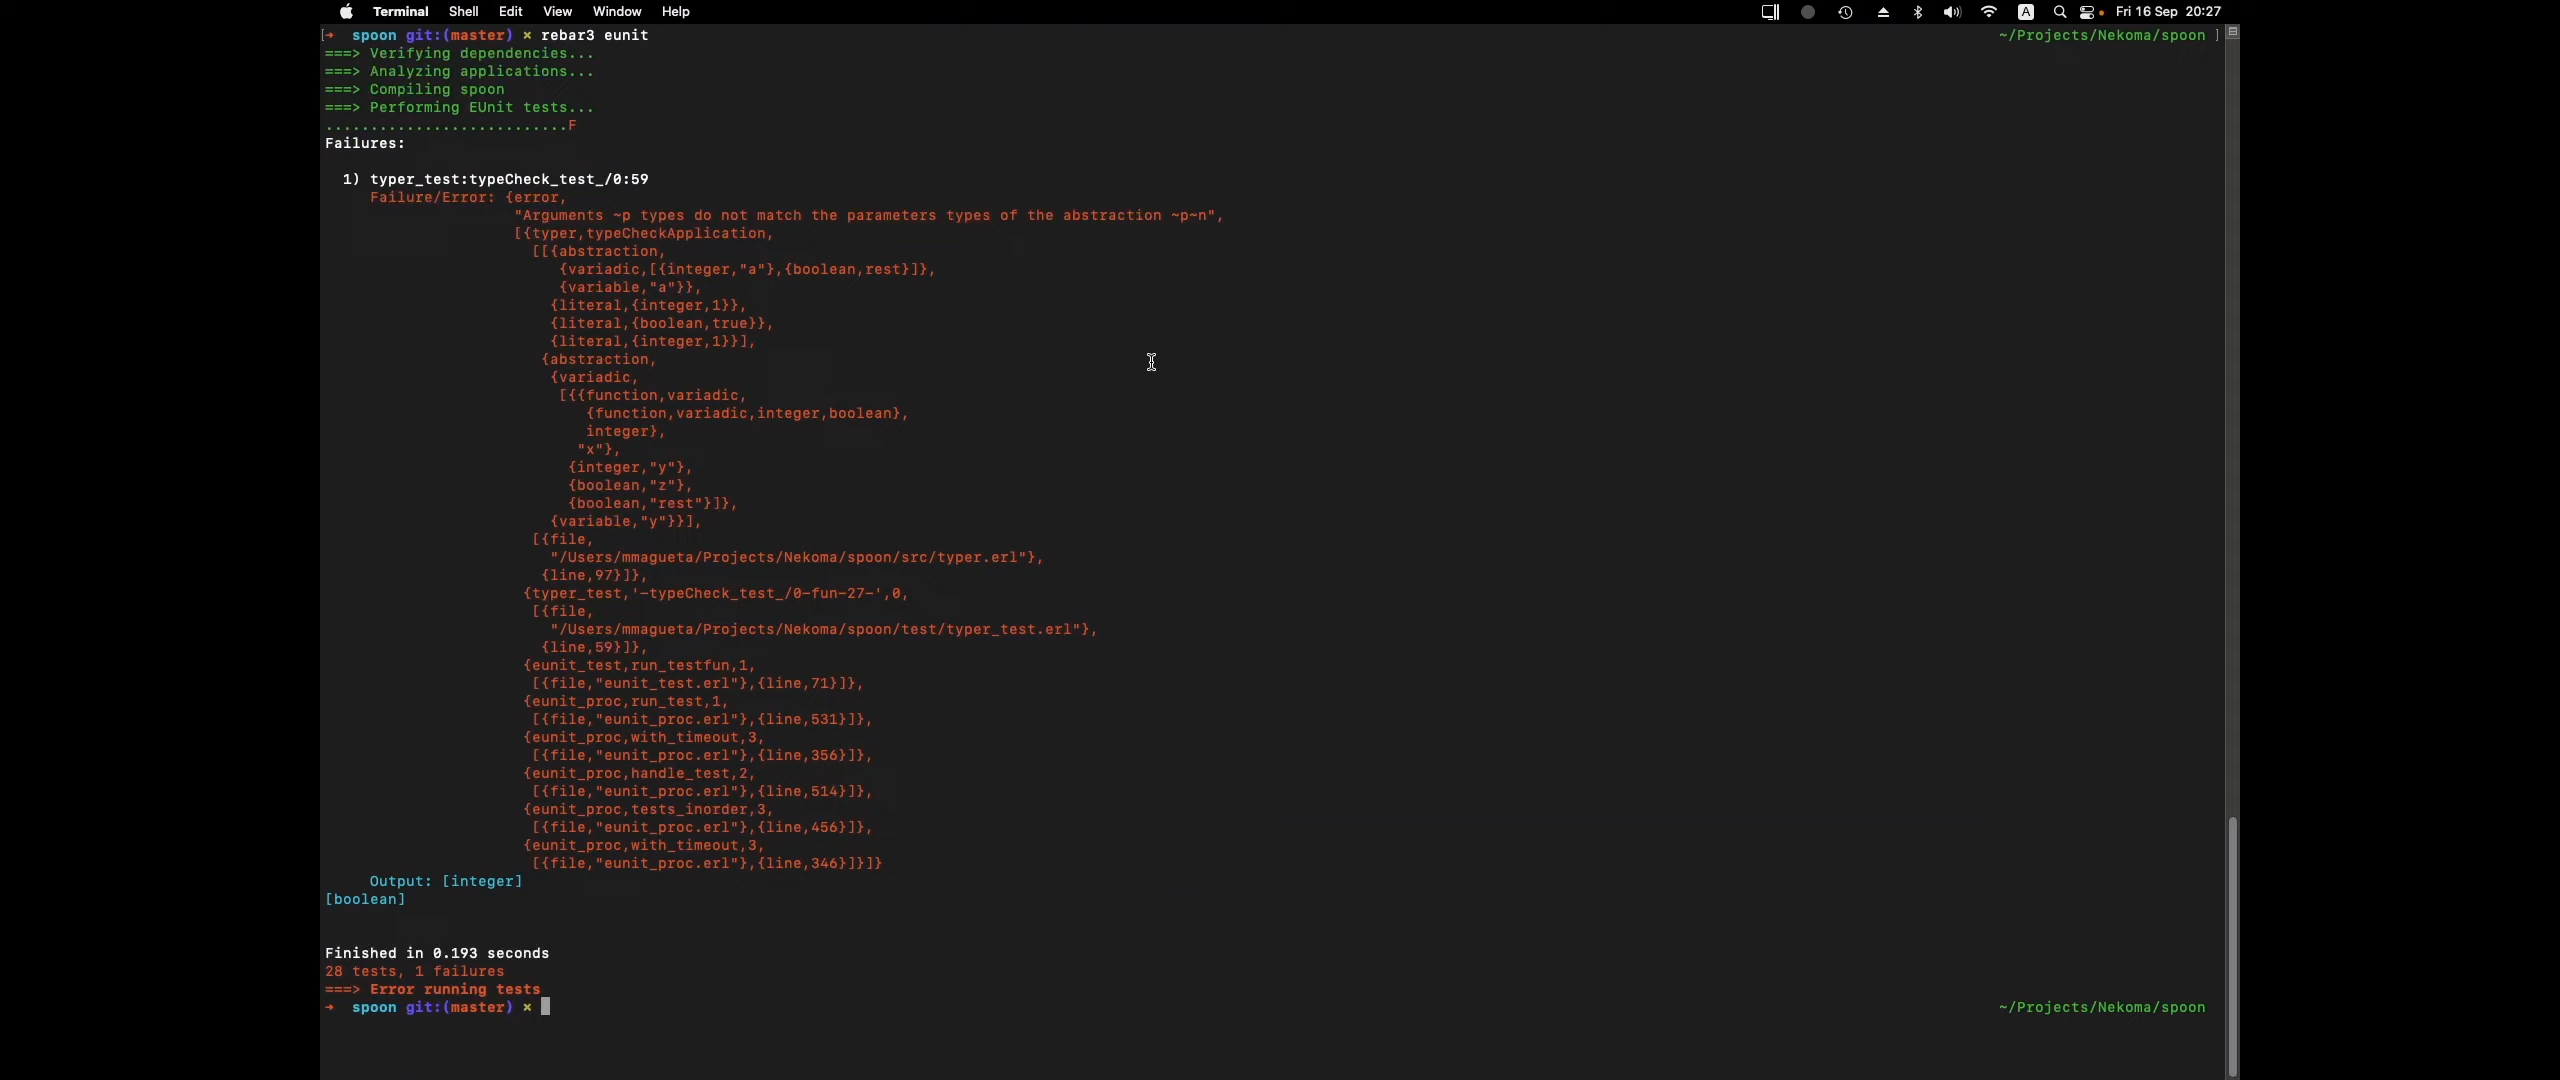 Terminal Shell Edit View Window Help
A Fri 16 Sep 20:27
[➜ spoon git:(master) × rebar3 eunit ~/Projects/Nekoma/spoon ]
===> Verifying dependencies...
===> Analyzing applications...
===> Compiling spoon
===> Performing EUnit tests...
...........................F
Failures:
1) typer_test:typeCheck_test_/0:59
Failure/Error: {error,
"Arguments ~p types do not match the parameters types of the abstraction ~p~n",
[{typer,typeCheckApplication,
[[{abstraction,
{variadic,[{integer,"a"},{boolean,rest}]},
{variable,"a"}},
{literal,{integer,1}},
{literal,{boolean,true}},
{literal,{integer,1}}],
{abstraction,
{variadic,
[{{function,variadic,
{function,variadic,integer,boolean},
integer},
"x"},
{integer,"y"},
{boolean,"z"},
{boolean,"rest"}]},
{variable,"y"}}],
[{file,
"/Users/mmagueta/Projects/Nekoma/spoon/src/typer.erl"},
{line,97}]},
{typer_test,'-typeCheck_test_/0-fun-27-',0,
[{file,
"/Users/mmagueta/Projects/Nekoma/spoon/test/typer_test.erl"},
{line,59}]},
{eunit_test,run_testfun,1,
[{file,"eunit_test.erl"},{line,71}]},
{eunit_proc,run_test,1,
[{file,"eunit_proc.erl"},{line,531}]},
{eunit_proc,with_timeout,3,
[{file,"eunit_proc.erl"},{line,356}]},
{eunit_proc,handle_test,2,
[{file,"eunit_proc.erl"},{line,514}]},
{eunit_proc,tests_inorder,3,
[{file,"eunit_proc.erl"},{line,456}]},
{eunit_proc,with_timeout,3,
[{file,"eunit_proc.erl"},{line,346}]}]}
Output: [integer]
[boolean]
Finished in 0.193 seconds
28 tests, 1 failures
===> Error running tests
➜ spoon git:(master) × ~/Projects/Nekoma/spoon